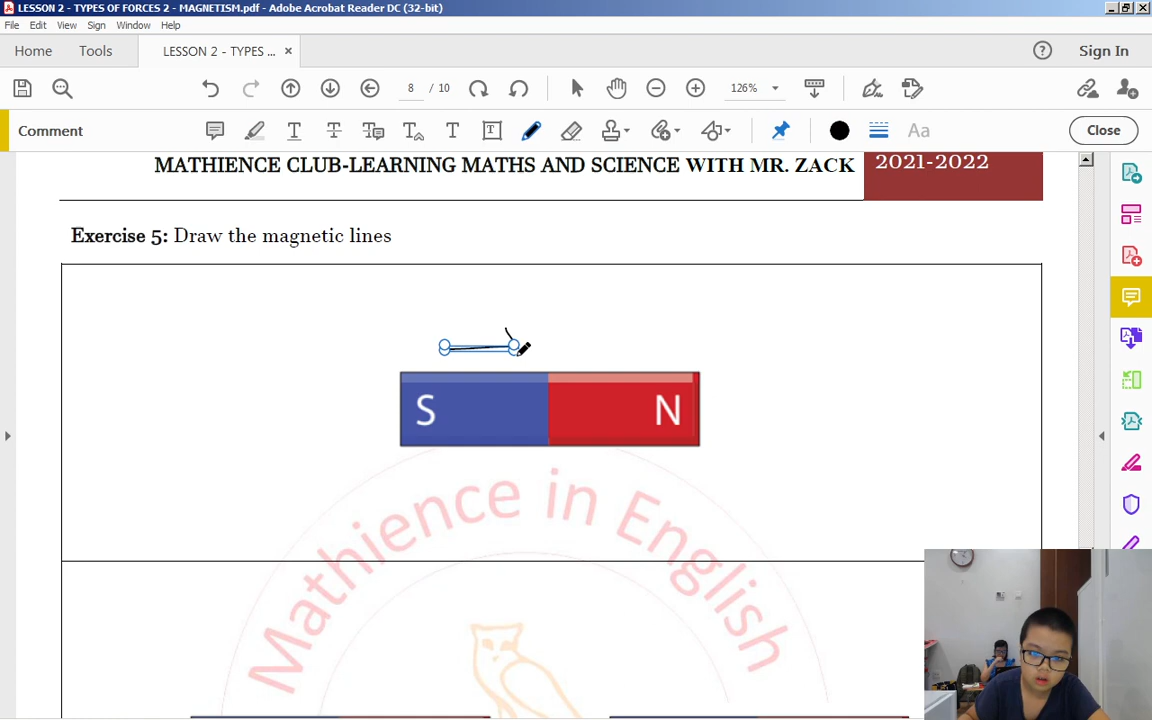 LESSON 2 - TYPES OF FORCES 2 - MAGNETISM.pdf - Adobe Acrobat Reader DC (32-bit)
File Edit View Sign Window Help
Home Tools LESSON 2 - TYPES ... × Sign In
8 / 10 126%
Comment Aa Close
MATHIENCE CLUB-LEARNING MATHS AND SCIENCE WITH MR. ZACK 2021-2022
Exercise 5: Draw the magnetic lines
S N
Mathience in English